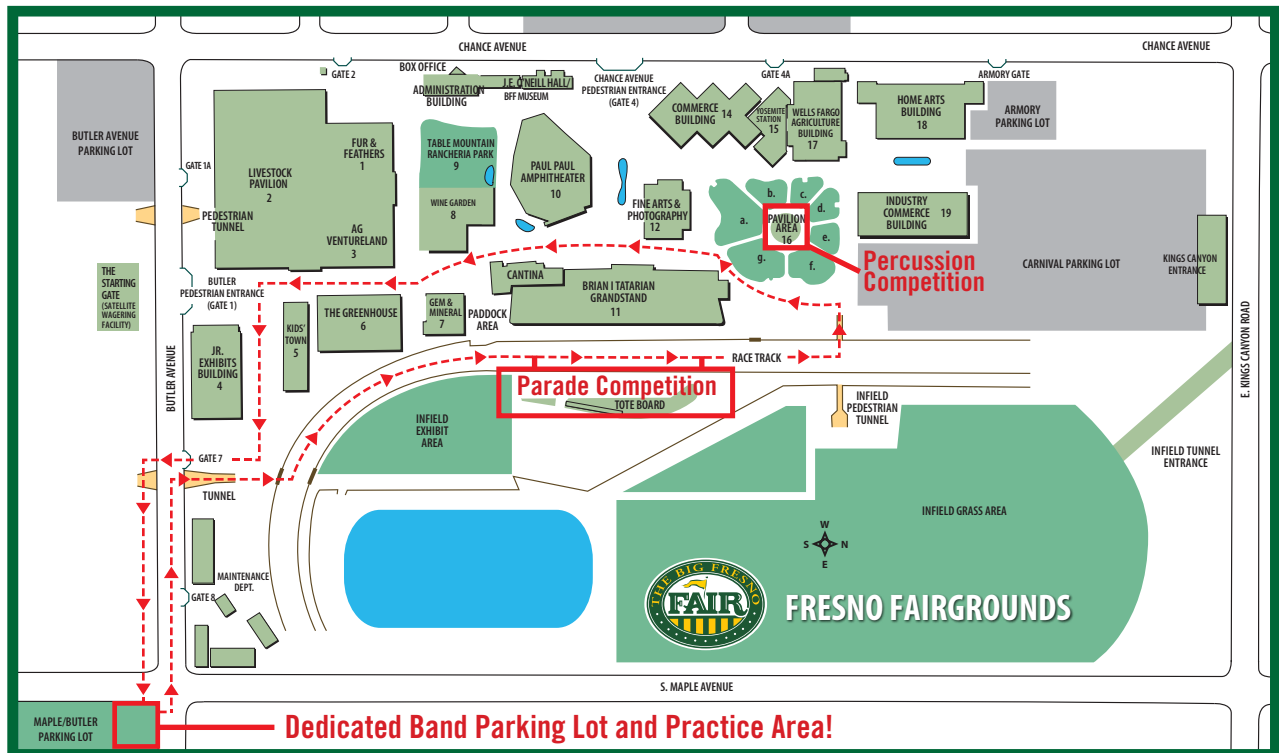 CHANCE AVENUE
CHANCE AVENUE
GATE 2
BOX OFFICE
ADMINISTRATION
BUILDING
J.E. O'NEILL HALL/
BFF MUSEUM
CHANCE AVENUE
PEDESTRIAN ENTRANCE
(GATE 4)
GATE 4A
ARMORY GATE
BUTLER AVENUE
PARKING LOT
GATE 1A
PEDESTRIAN
TUNNEL
LIVESTOCK
PAVILION
2
FUR &
FEATHERS
1
AG
VENTURELAND
3
TABLE MOUNTAIN
RANCHERIA PARK
9
WINE GARDEN
8
PAUL PAUL
AMPHITHEATER
10
FINE ARTS &
PHOTOGRAPHY
12
COMMERCE
BUILDING 14
YOSEMITE
STATION
15
WELLS FARGO
AGRICULTURE
BUILDING
17
HOME ARTS
BUILDING
18
ARMORY
PARKING LOT
a.
b.
c.
d.
e.
f.
g.
PAVILION
AREA
16
INDUSTRY
COMMERCE 19
BUILDING
Percussion
Competition
CARNIVAL PARKING LOT
KINGS CANYON
ENTRANCE
E. KINGS CANYON ROAD
THE
STARTING
GATE
(SATELLITE
WAGERING
FACILITY)
BUTLER
PEDESTRIAN ENTRANCE
(GATE 1)
BUTLER AVENUE
JR.
EXHIBITS
BUILDING
4
KIDS'
TOWN
5
THE GREENHOUSE
6
GEM &
MINERAL
7
PADDOCK
AREA
CANTINA
BRIAN I TATARIAN
GRANDSTAND
11
RACE TRACK
Parade Competition
TOTE BOARD
INFIELD
EXHIBIT
AREA
INFIELD
PEDESTRIAN
TUNNEL
INFIELD TUNNEL
ENTRANCE
GATE 7
TUNNEL
INFIELD GRASS AREA
W
S
N
E
MAINTENANCE
DEPT.
GATE 8
THE BIG FRESNO
FAIR
FRESNO FAIRGROUNDS
S. MAPLE AVENUE
MAPLE/BUTLER
PARKING LOT
Dedicated Band Parking Lot and Practice Area!